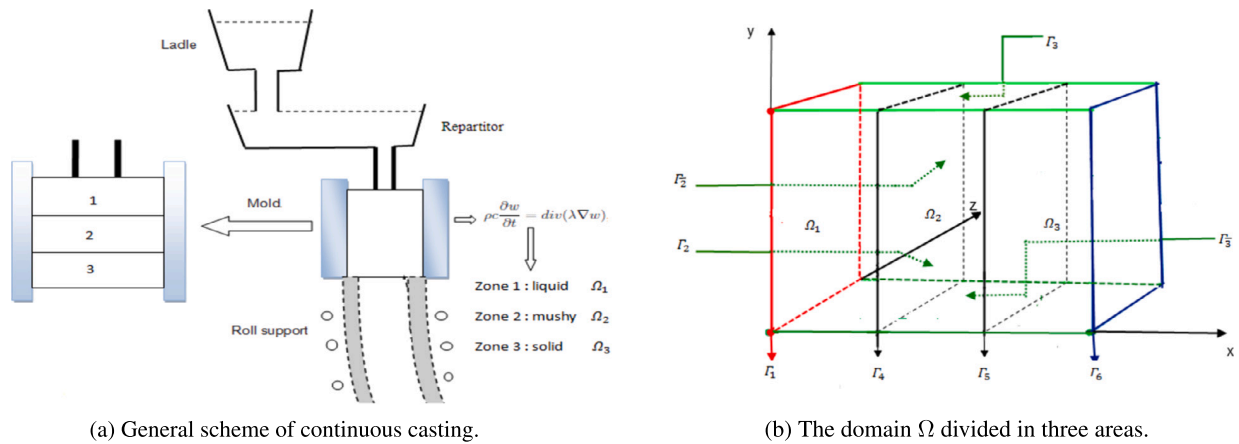 Ladle
Repartitor
Mold
1
2
3
ρc ∂w/∂t = div(λ∇w)
Zone 1 : liquid Ω₁
Zone 2 : mushy Ω₂
Zone 3 : solid Ω₃
Roll support
(a) General scheme of continuous casting.
y
Γ₃
Γ₂̄
Ω₁
Ω₂
Z
Ω₃
Γ₂
Γ₃̄
x
Γ₁
Γ₄
Γ₅
Γ₆
(b) The domain Ω divided in three areas.